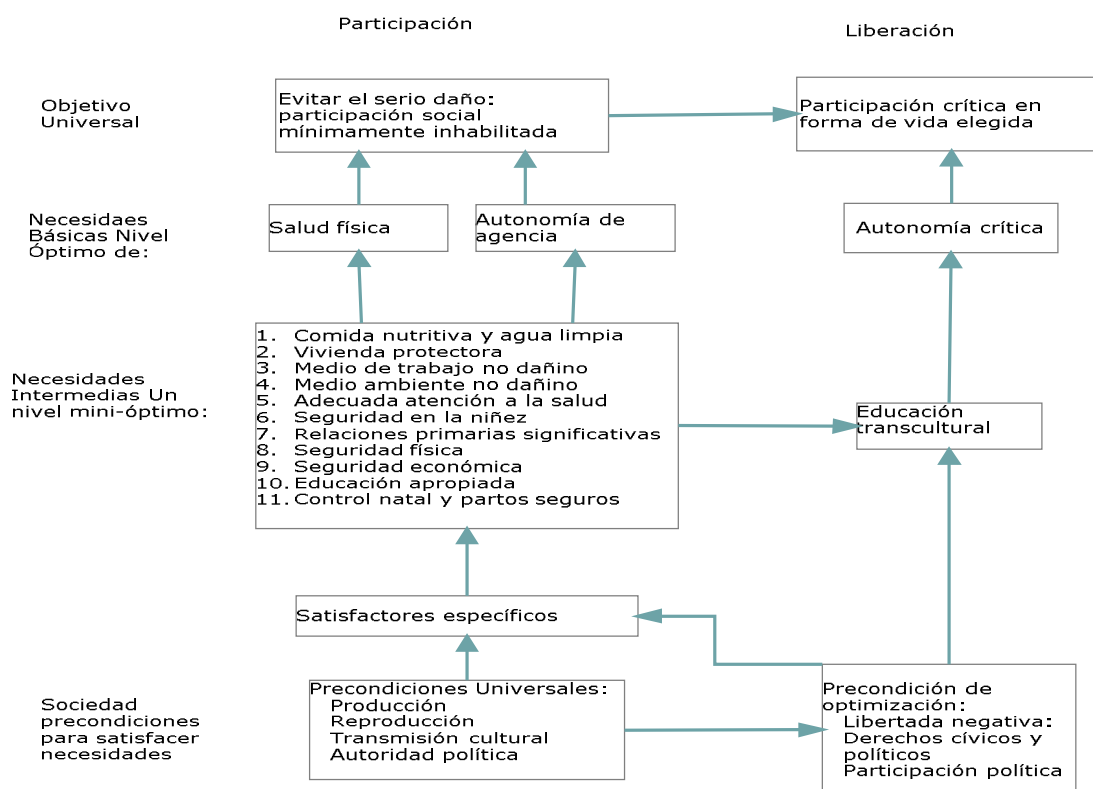 Participación
Liberación
Objetivo
Universal
Evitar el serio daño:
participación social
mínimamente inhabilitada
Participación crítica en
forma de vida elegida
Necesidaes
Básicas Nivel
Óptimo de:
Salud física
Autonomía de
agencia
Autonomía crítica
Necesidades
Intermedias Un
nivel mini-óptimo:
1. Comida nutritiva y agua limpia
2. Vivienda protectora
3. Medio de trabajo no dañino
4. Medio ambiente no dañino
5. Adecuada atención a la salud
6. Seguridad en la niñez
7. Relaciones primarias significativas
8. Seguridad física
9. Seguridad económica
10. Educación apropiada
11. Control natal y partos seguros
Educación
transcultural
Satisfactores específicos
Sociedad
precondiciones
para satisfacer
necesidades
Precondiciones Universales:
Producción
Reproducción
Transmisión cultural
Autoridad política
Precondición de
optimización:
Libertada negativa:
Derechos cívicos y
políticos
Participación política